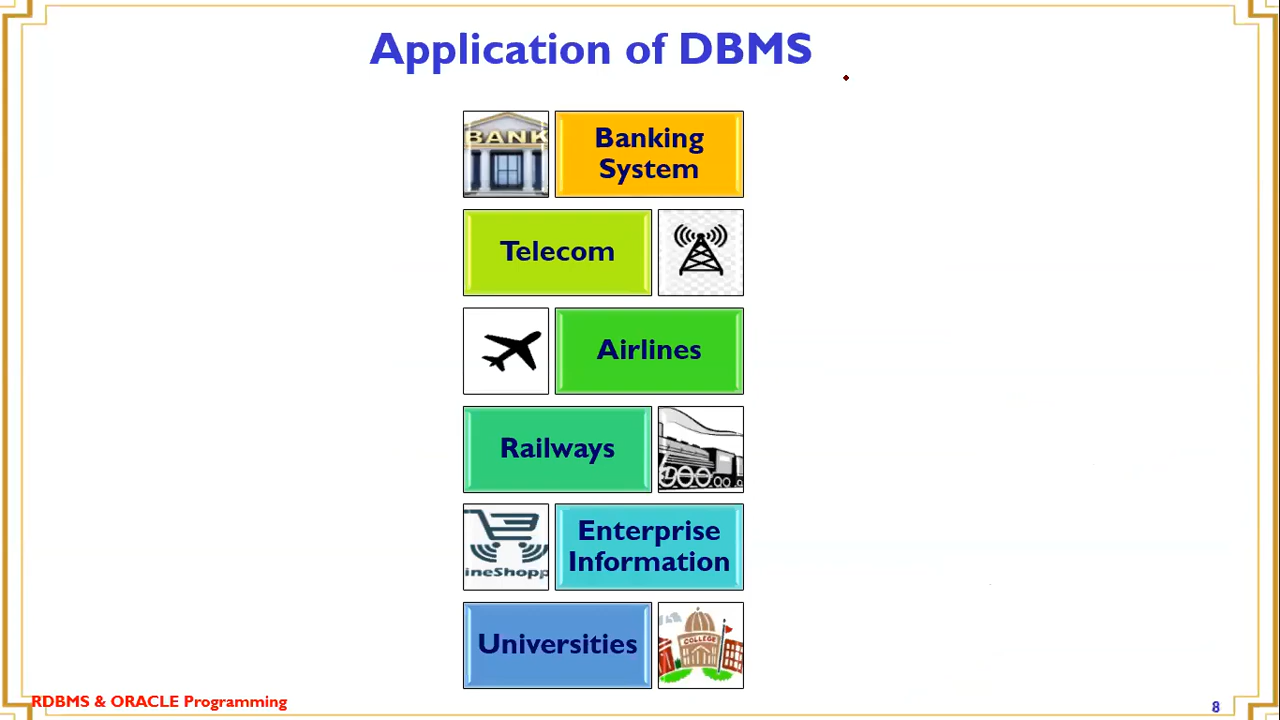 Application of DBMS
BANK
Banking
System
Telecom
Airlines
Railways
Enterprise
Information
ineShopp
Universities
COLLEGE
RDBMS & ORACLE Programming
8